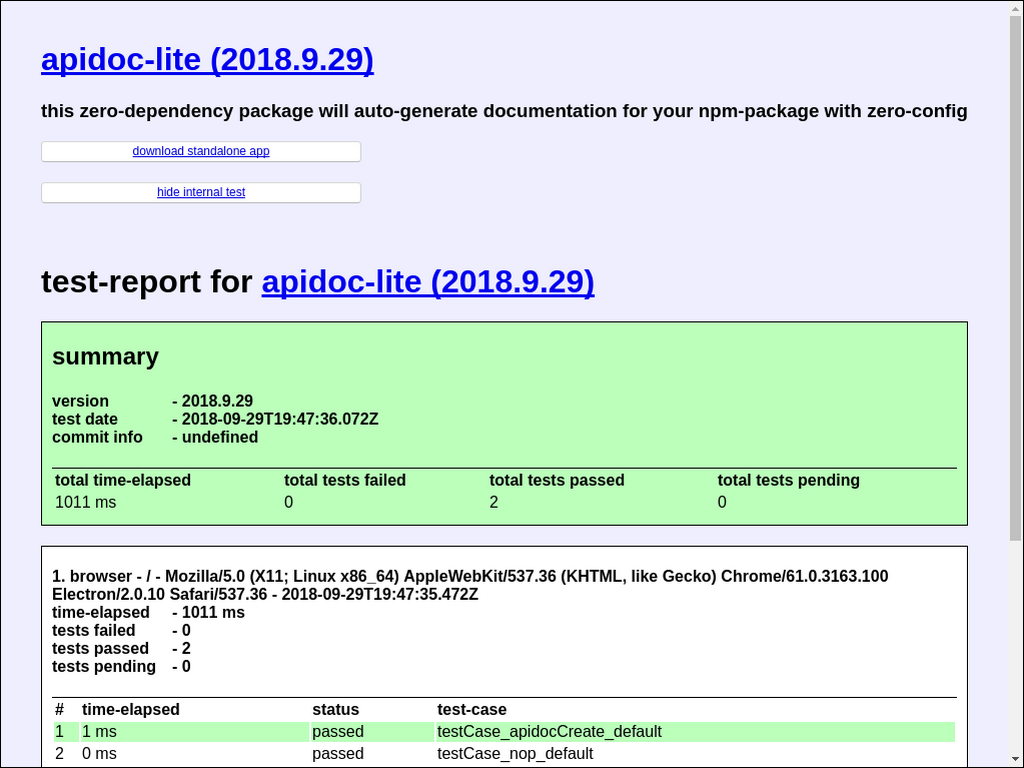 apidoc-lite (2018.9.29)
this zero-dependency package will auto-generate documentation for your npm-package with zero-config
download standalone app
hide internal test
test-report for apidoc-lite (2018.9.29)
summary
version - 2018.9.29
test date - 2018-09-29T19:47:36.072Z
commit info - undefined
total time-elapsed total tests failed total tests passed total tests pending
1011 ms 0 2 0
1. browser - / - Mozilla/5.0 (X11; Linux x86_64) AppleWebKit/537.36 (KHTML, like Gecko) Chrome/61.0.3163.100
Electron/2.0.10 Safari/537.36 - 2018-09-29T19:47:35.472Z
time-elapsed - 1011 ms
tests failed - 0
tests passed - 2
tests pending - 0
# time-elapsed status test-case
1 1 ms passed testCase_apidocCreate_default
2 0 ms passed testCase_nop_default